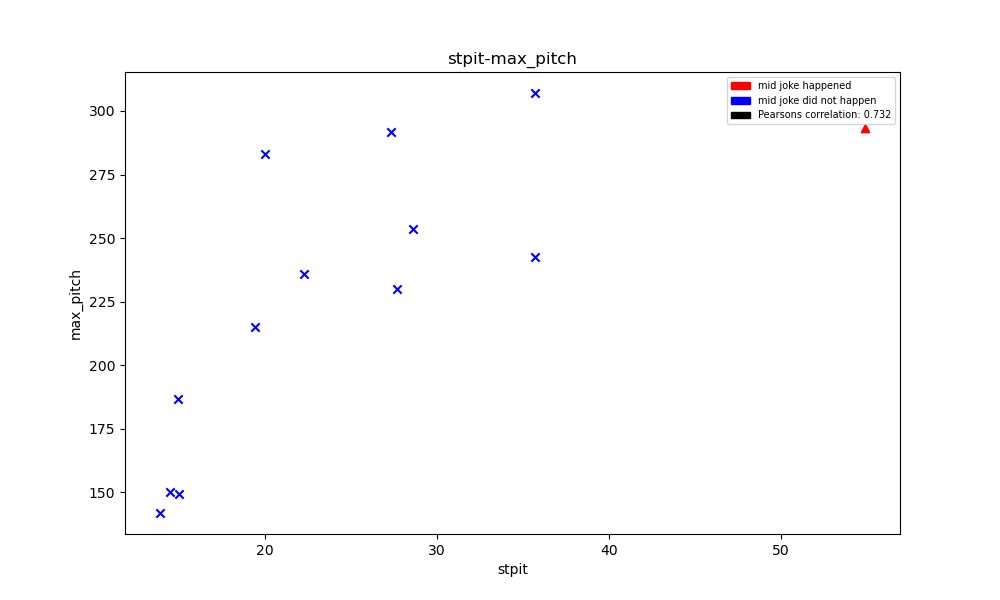 stpit-max_pitch
mid joke happened
mid joke did not happen
Pearsons correlation: 0.732
max_pitch
300
275
250
225
200
175
150
20 30 40 50
stpit